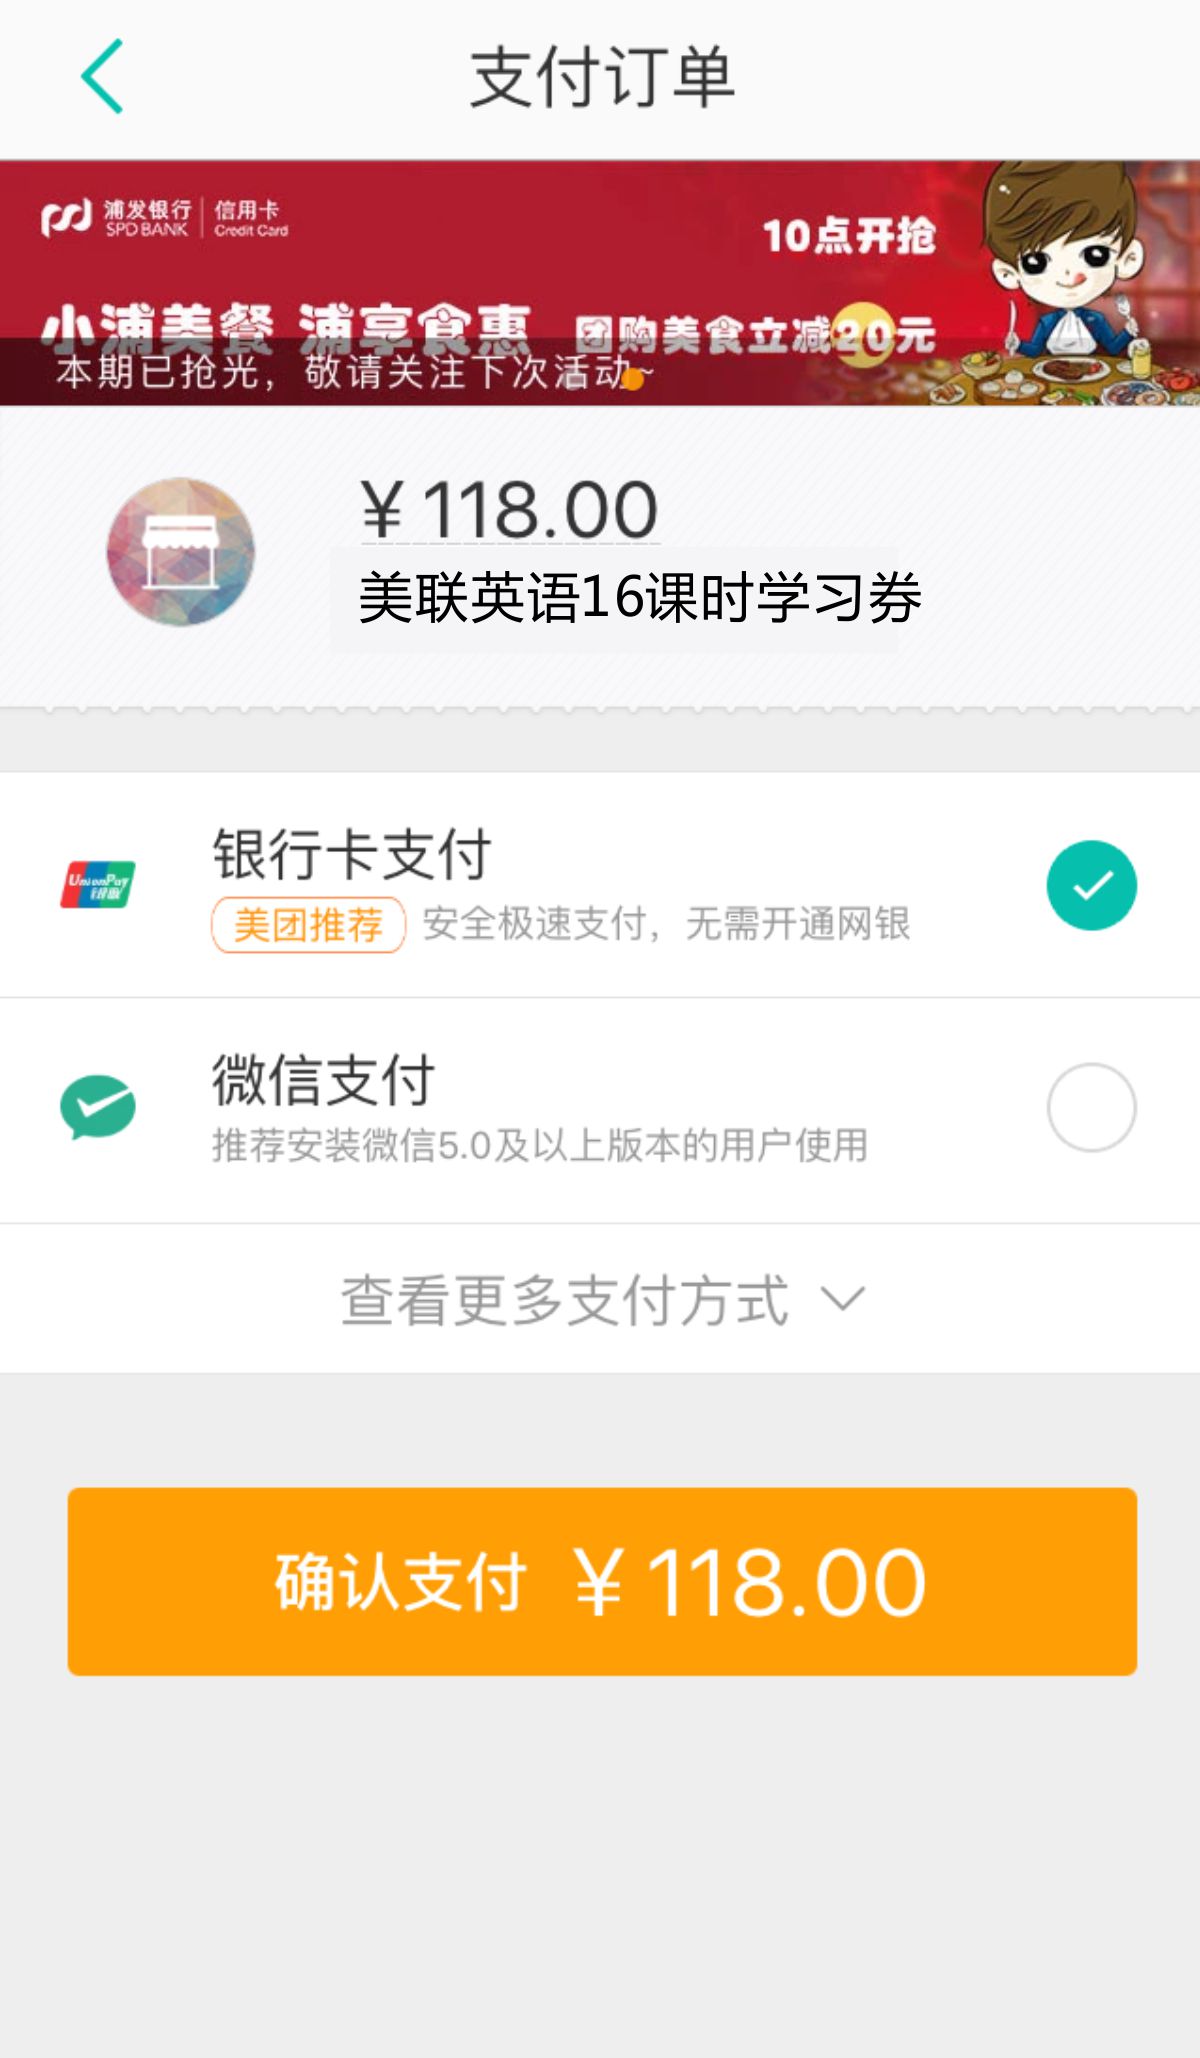 支付订单
浦发银行 信用卡
SPD BANK Credit Card
10点开抢
小浦美餐 浦享食惠 团购美食立减20元
本期已抢光，敬请关注下次活动~
¥118.00
美联英语16课时学习券
银行卡支付
UnionPay
银联
美团推荐 安全极速支付，无需开通网银
微信支付
推荐安装微信5.0及以上版本的用户使用
查看更多支付方式
确认支付 ¥118.00